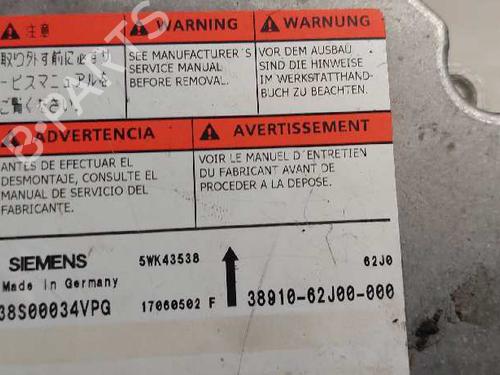 注意
取り外す前に必ず
ービスマニュアルを
ご覧ください
WARNING
SEE MANUFACTURER'S
SERVICE MANUAL
BEFORE REMOVAL.
WARNUNG
VOR DEM AUSBAU
SIND DIE HINWEISE
IM WERKSTATTHAND-
BUCH ZU BEACHTEN.
ADVERTENCIA
ANTES DE EFECTUAR EL
DESMONTAJE, CONSULTE EL
MANUAL DE SERVICIO DEL
FABRICANTE.
AVERTISSEMENT
VOIR LE MANUEL D'ENTRETIEN
DU FABRICANT AVANT DE
PROCEDER A LA DEPOSE.
SIEMENS
5WK43538
62J0
Made in Germany
38S00034VPG
17060502 F
38910-62J00-000
B-PARTS